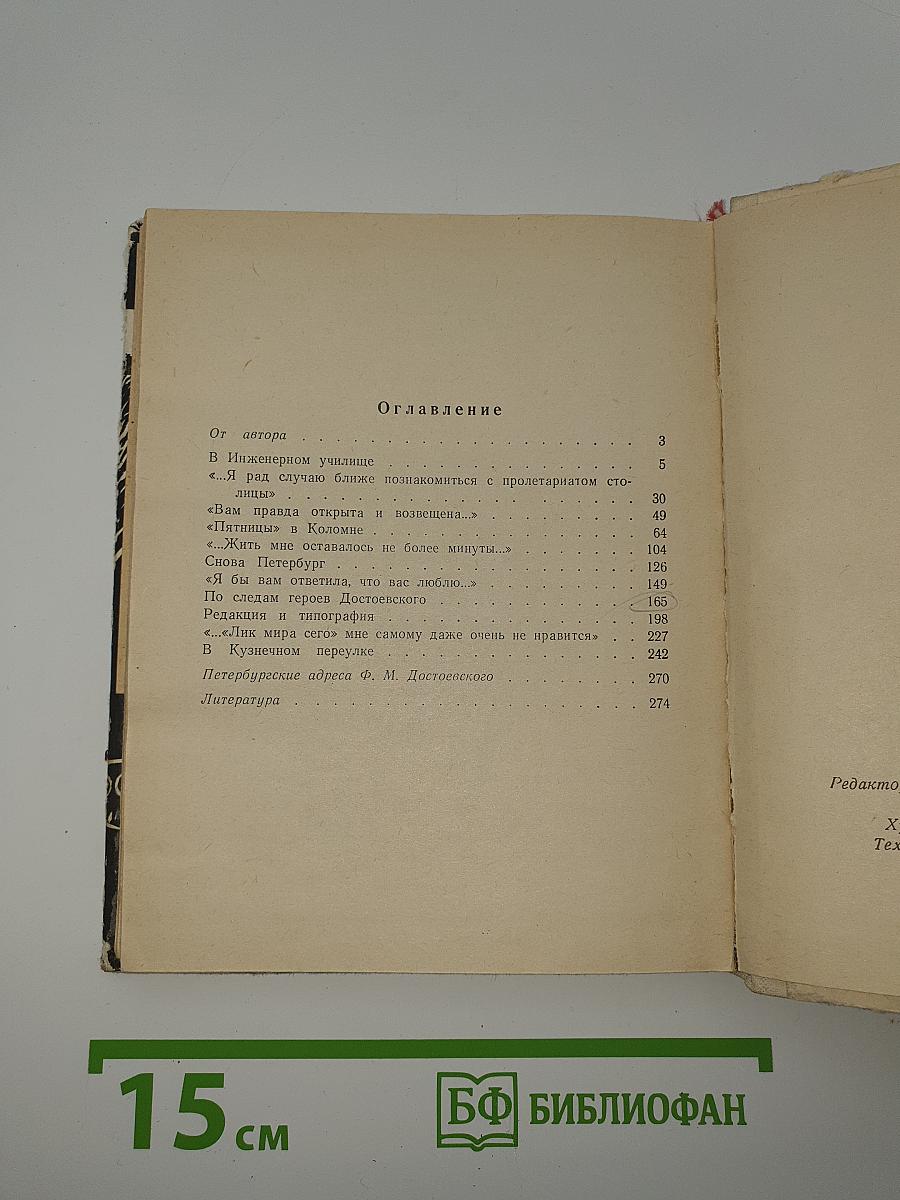 Оглавление
От автора . . . . . . . . . . . . . . . . . . . . 3
В Инженерном училище . . . . . . . . . . . . . . . 5
«...Я рад случаю ближе познакомиться с пролетариатом сто-
лицы» . . . . . . . . . . . . . . . . . . . . . 30
«Вам правда открыта и возвещена...» . . . . . . . . . 49
«Пятницы» в Коломне . . . . . . . . . . . . . . . . 64
«...Жить мне оставалось не более минуты...» . . . . . . . 104
Снова Петербург . . . . . . . . . . . . . . . . . . 126
«Я бы вам ответила, что вас люблю...» . . . . . . . . . 149
По следам героев Достоевского . . . . . . . . . . . . 165
Редакция и типография . . . . . . . . . . . . . . . 198
«...«Лик мира сего» мне самому даже очень не нравится» . . 227
В Кузнечном переулке . . . . . . . . . . . . . . . 242
Петербургские адреса Ф. М. Достоевского . . . . . . . . 270
Литература . . . . . . . . . . . . . . . . . . . . 274
Редактор
Тех
15 см
БФ БИБЛИОФАН